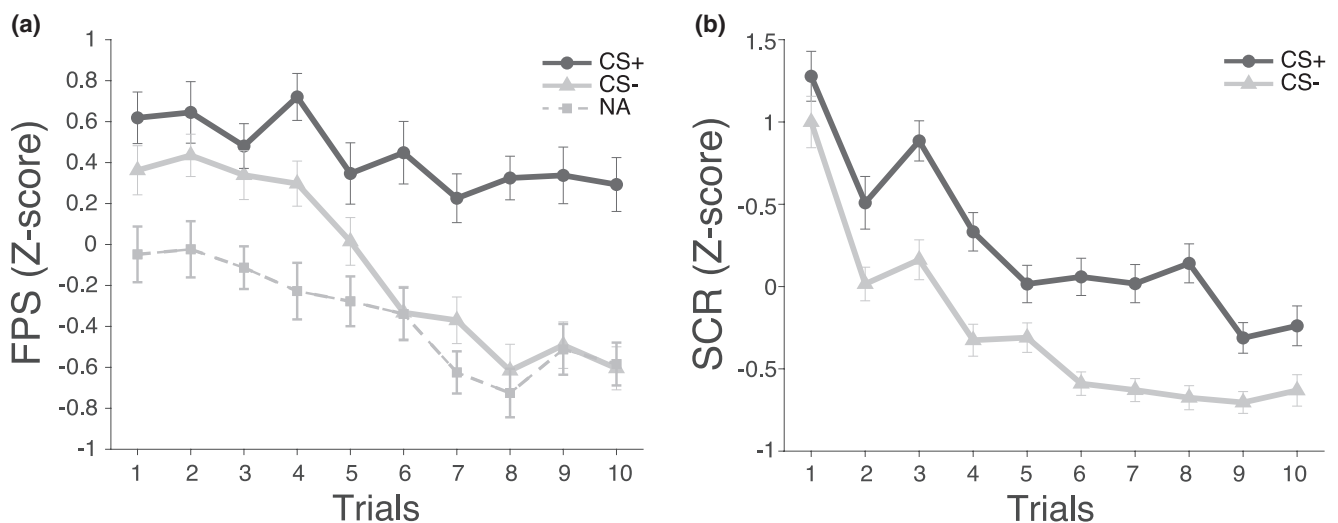 (a)
1
0.8
0.6
0.4
0.2
0
-0.2
-0.4
-0.6
-0.8
-1
FPS (Z-score)
CS+
CS-
NA
1 2 3 4 5 6 7 8 9 10
Trials
(b)
1.5
1
-0.5
0
-0.5
-1
SCR (Z-score)
CS+
CS-
1 2 3 4 5 6 7 8 9 10
Trials